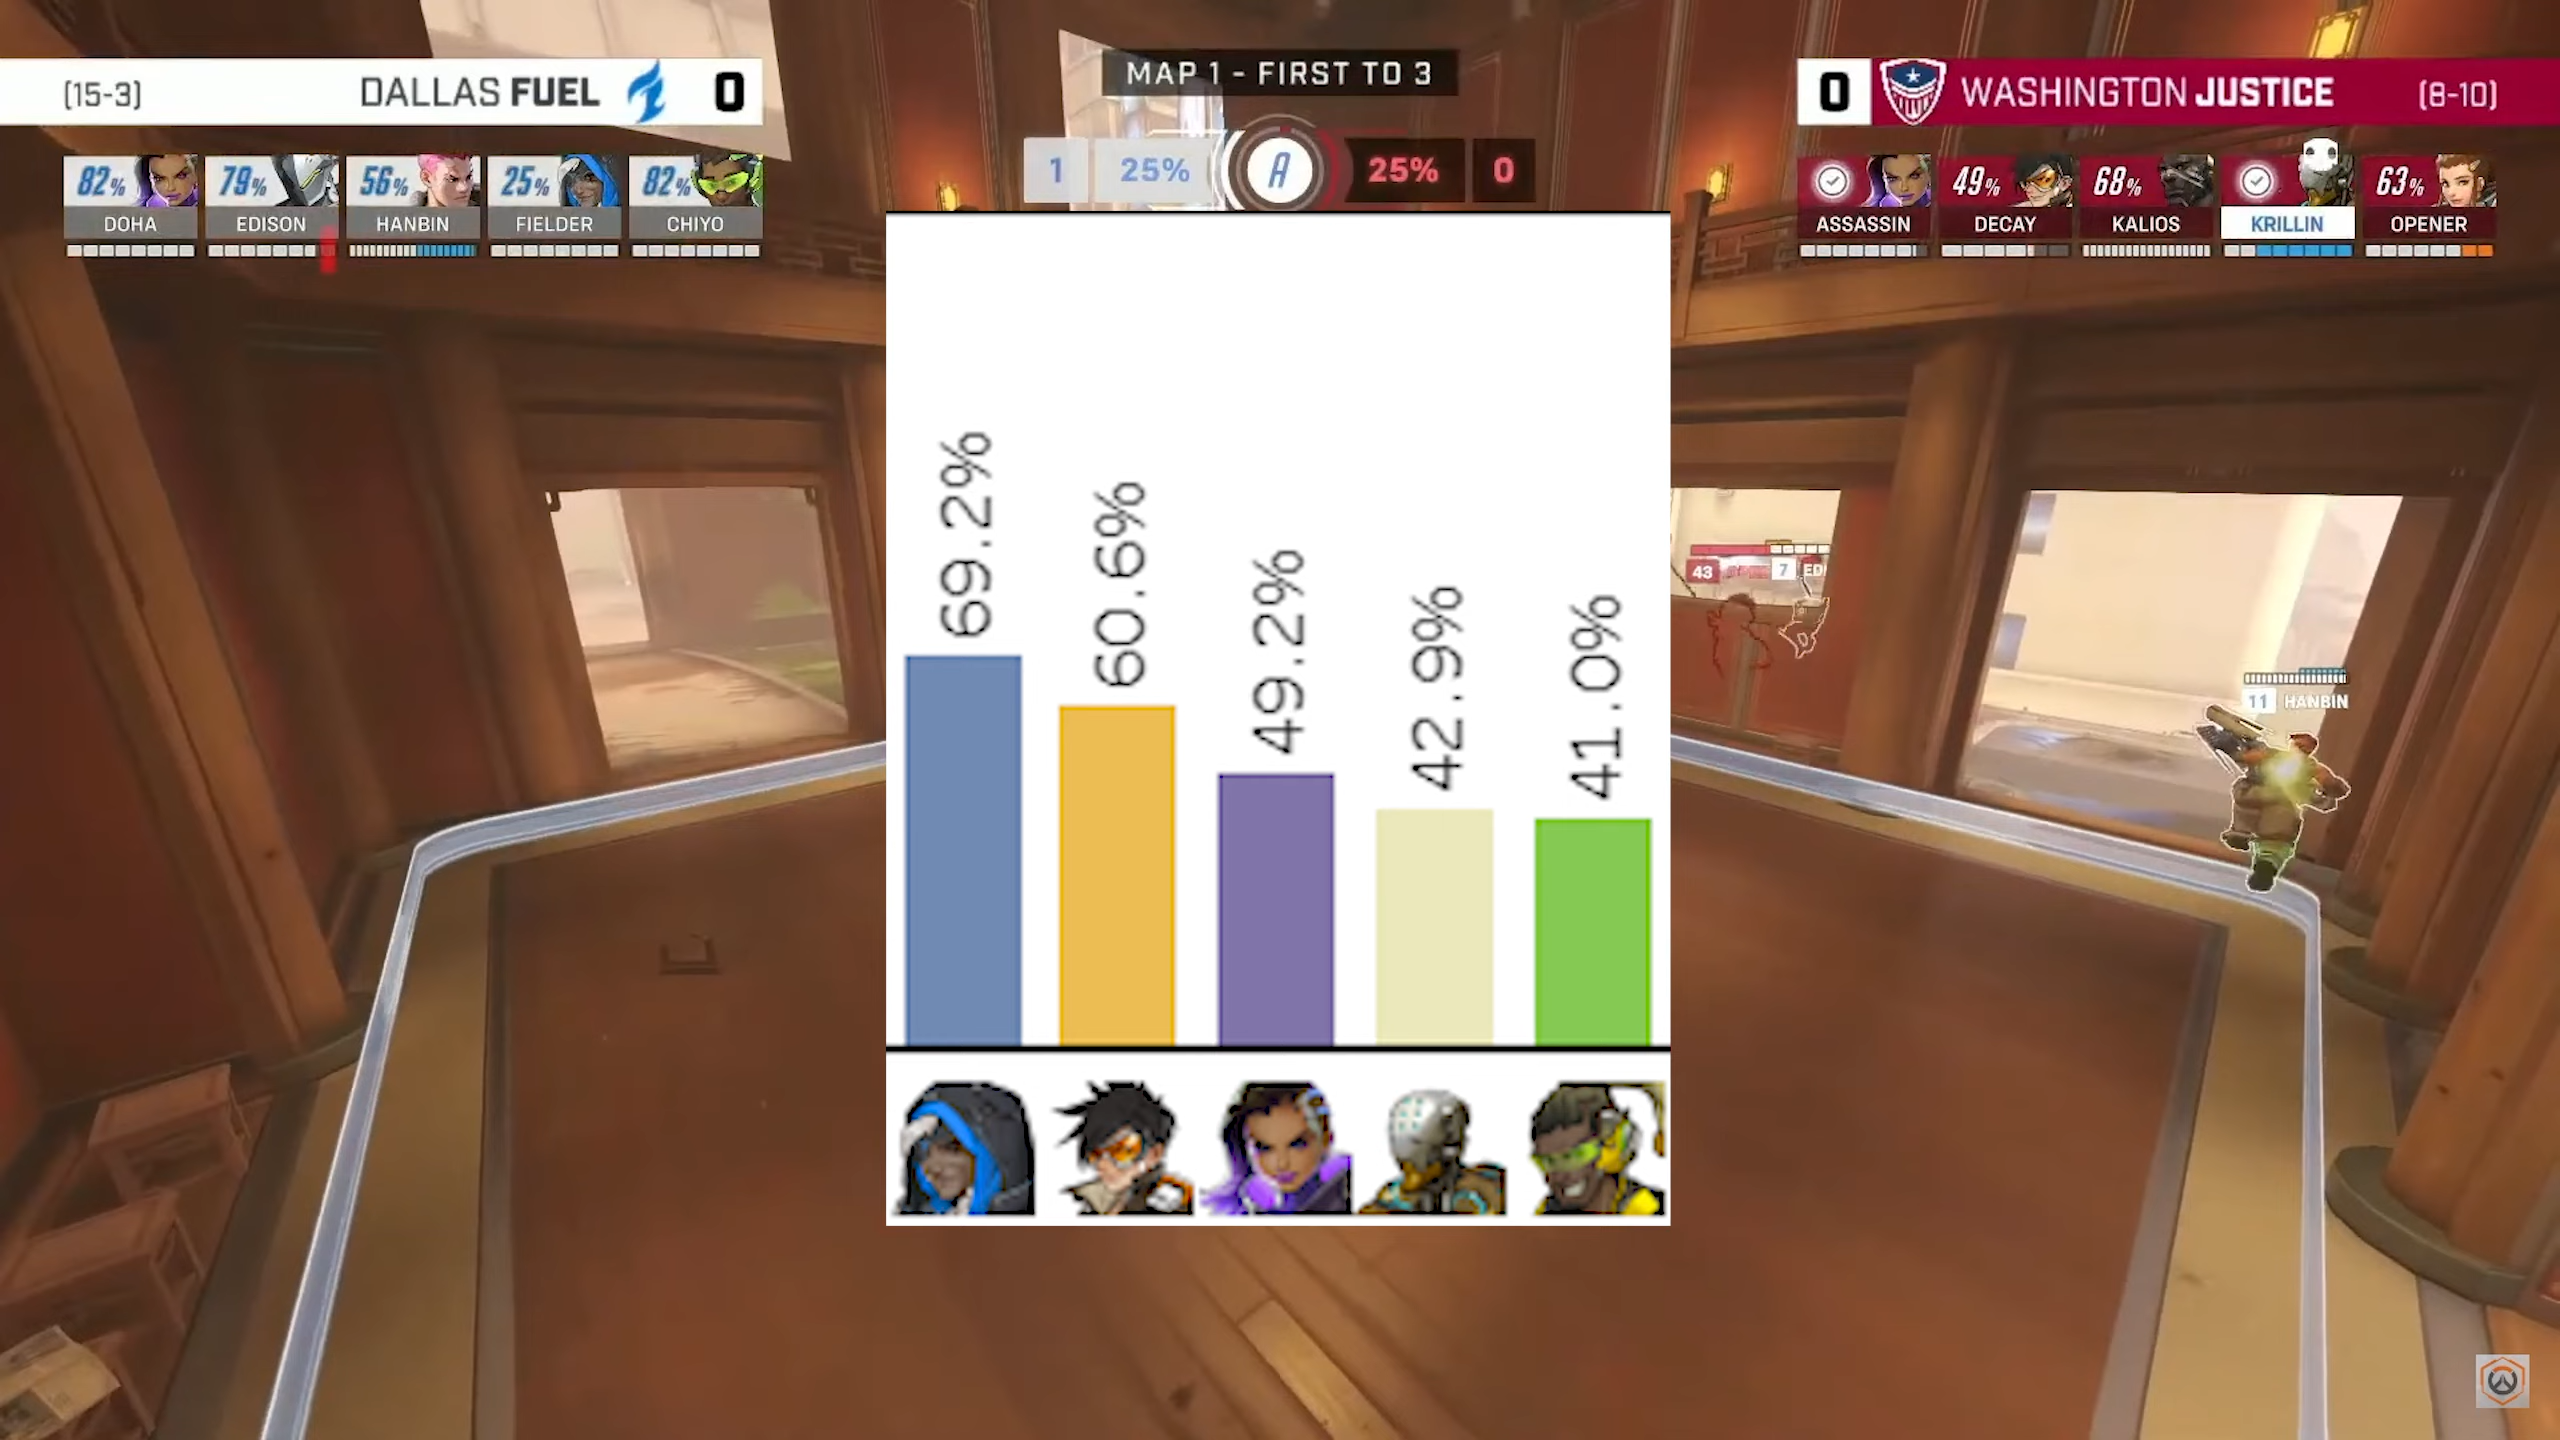 (15-3) DALLAS FUEL 0
MAP 1 - FIRST TO 3
0 WASHINGTON JUSTICE (8-10)
1 25% A 25% 0
82% 79% 56% 25% 82%
DOHA EDISON HANBIN FIELDER CHIYO
49% 68% 63%
ASSASSIN DECAY KALIOS KRILLIN OPENER
69.2%
60.6%
49.2%
42.9%
41.0%
43 7 EDI
11 HANBIN